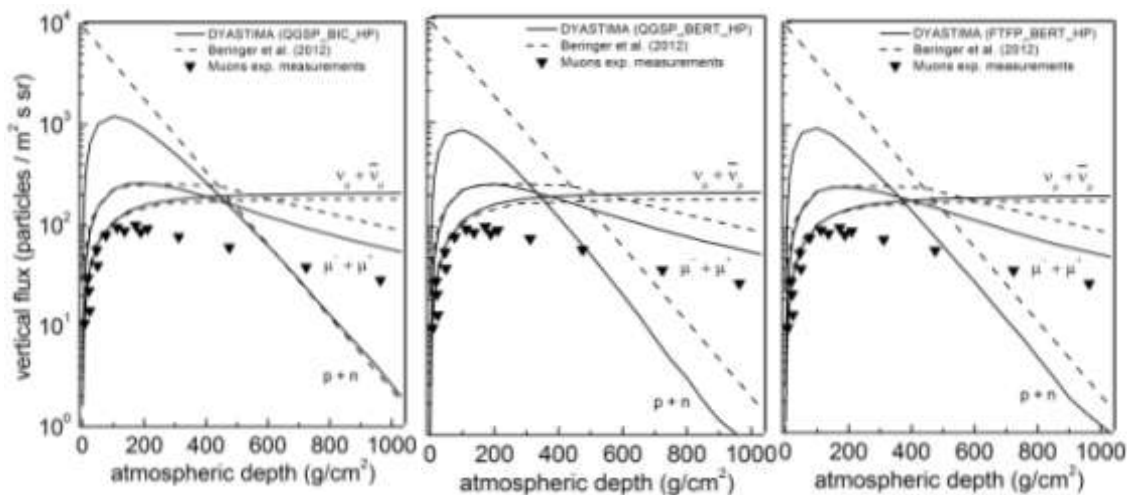 vertical flux (particles / m² s sr)
10⁴
10³
10²
10¹
10⁰
DYASTIMA (QGSP_BIC_HP)
Beringer et al. (2012)
Muons exp. measurements
νμ + ν̄μ
μ⁻ + μ⁺
p + n
0 200 400 600 800 1000
atmospheric depth (g/cm²)
DYASTIMA (QGSP_BERT_HP)
Beringer et al. (2012)
Muons exp. measurements
νμ + ν̄μ
μ⁻ + μ⁺
p + n
0 200 400 600 800 1000
atmospheric depth (g/cm²)
DYASTIMA (FTFP_BERT_HP)
Beringer et al. (2012)
Muons exp. measurements
νμ + ν̄μ
μ⁻ + μ⁺
p + n
0 200 400 600 800 1000
atmospheric depth (g/cm²)